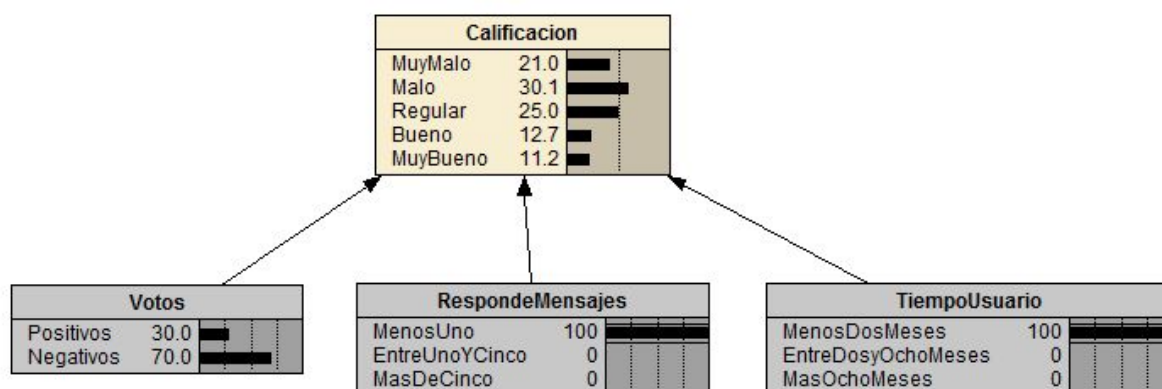 Calificacion
MuyMalo 21.0
Malo 30.1
Regular 25.0
Bueno 12.7
MuyBueno 11.2
Votos
Positivos 30.0
Negativos 70.0
RespondeMensajes
MenosUno 100
EntreUnoYCinco 0
MasDeCinco 0
TiempoUsuario
MenosDosMeses 100
EntreDosyOchoMeses 0
MasOchoMeses 0